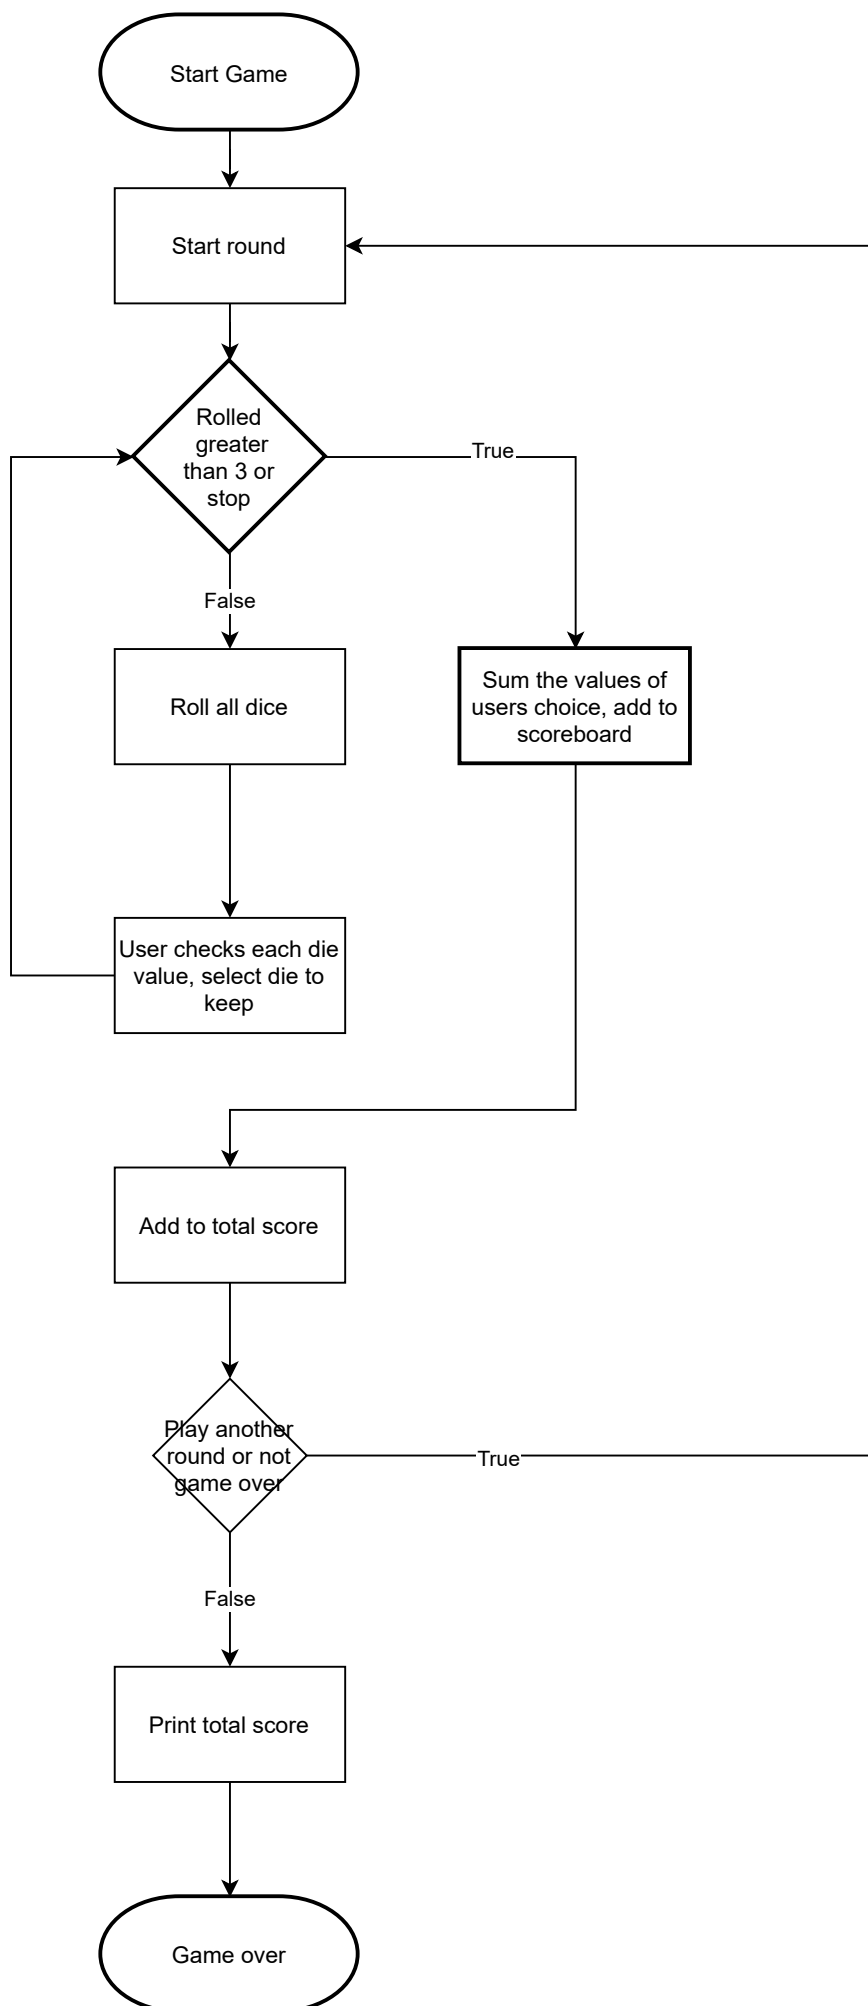 Start Game
Start round
Rolled
greater
than 3 or
stop
True
False
Roll all dice
Sum the values of
users choice, add to
scoreboard
User checks each die
value, select die to
keep
Add to total score
Play another
round or not
game over
True
False
Print total score
Game over